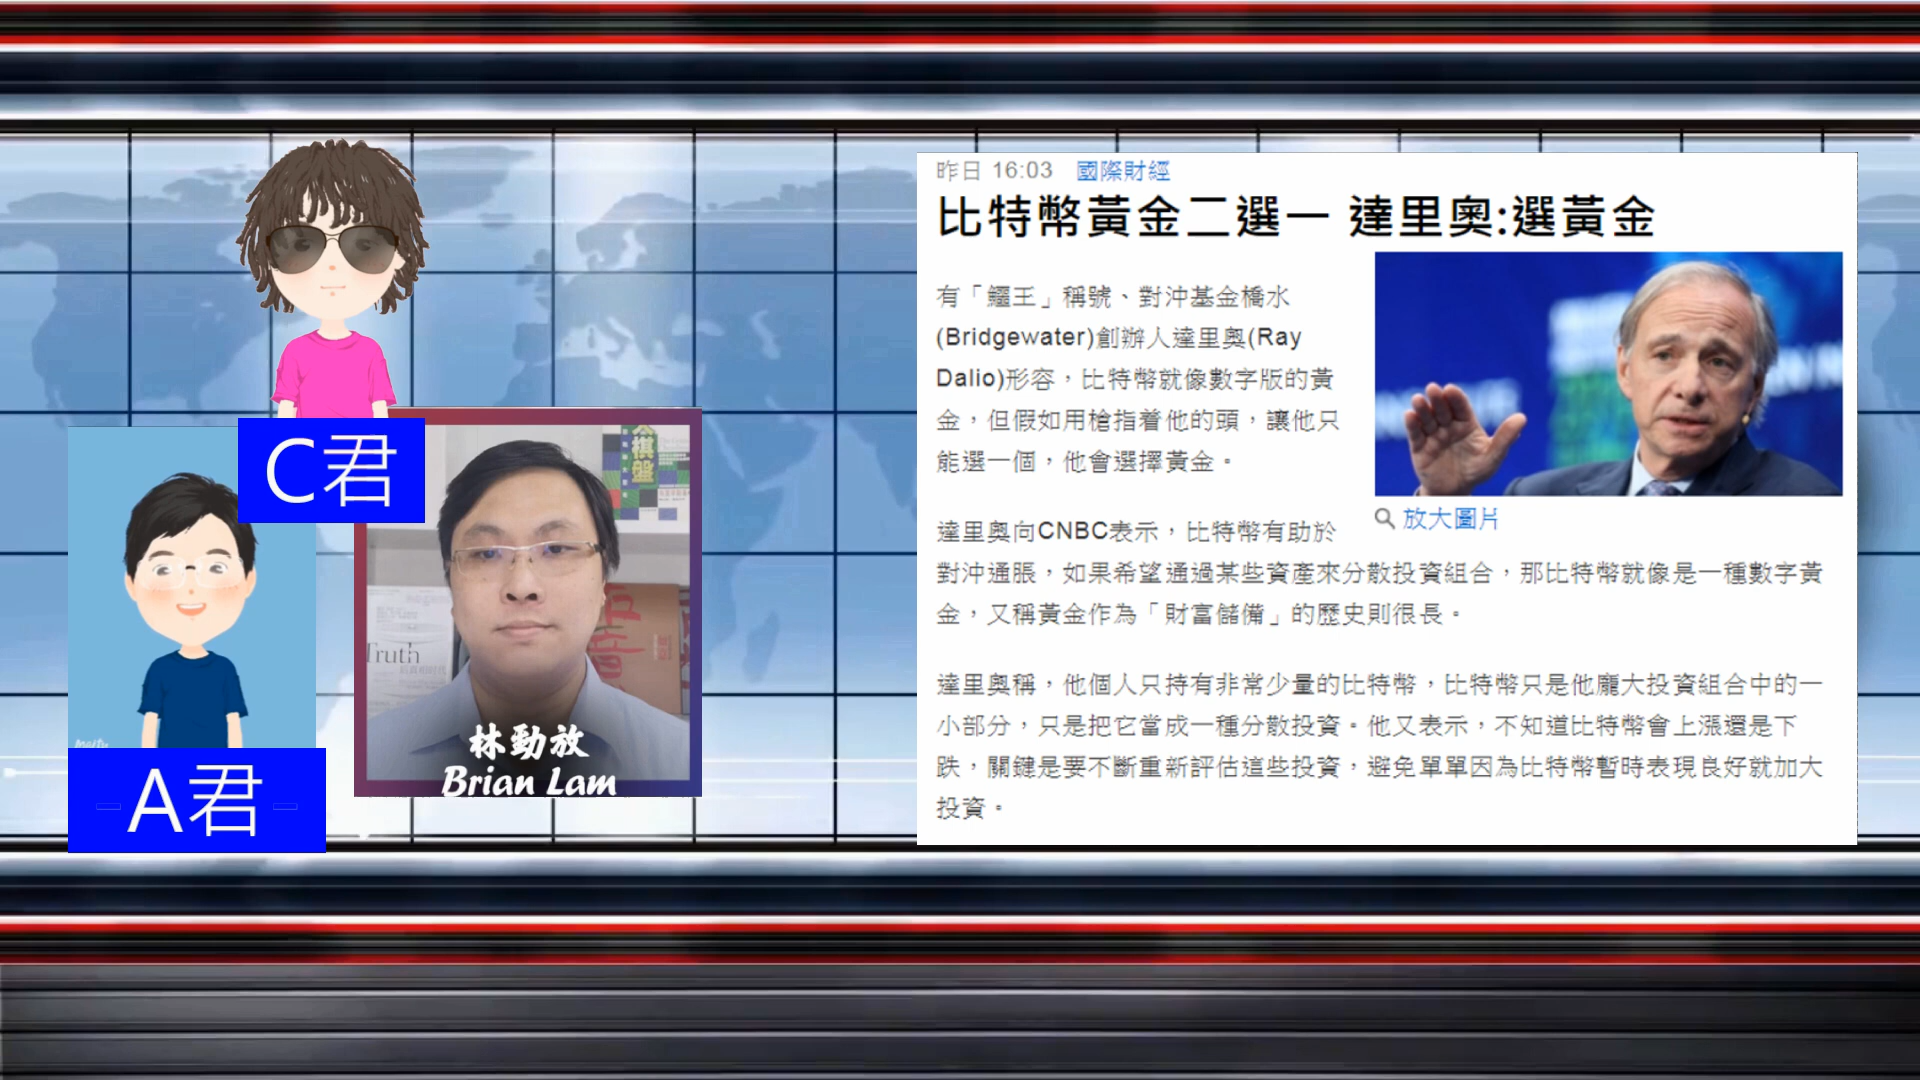 C君
A君
林勁放
Brian Lam
Truth
棋盤
昨日 16:03 國際財經
比特幣黃金二選一 達里奧:選黃金
有「鱷王」稱號、對沖基金橋水
(Bridgewater)創辦人達里奧(Ray
Dalio)形容，比特幣就像數字版的黃
金，但假如用槍指着他的頭，讓他只
能選一個，他會選擇黃金。
放大圖片
達里奧向CNBC表示，比特幣有助於
對沖通脹，如果希望通過某些資產來分散投資組合，那比特幣就像是一種數字黃
金，又稱黃金作為「財富儲備」的歷史則很長。
達里奧稱，他個人只持有非常少量的比特幣，比特幣只是他龐大投資組合中的一
小部分，只是把它當成一種分散投資。他又表示，不知道比特幣會上漲還是下
跌，關鍵是要不斷重新評估這些投資，避免單單因為比特幣暫時表現良好就加大
投資。